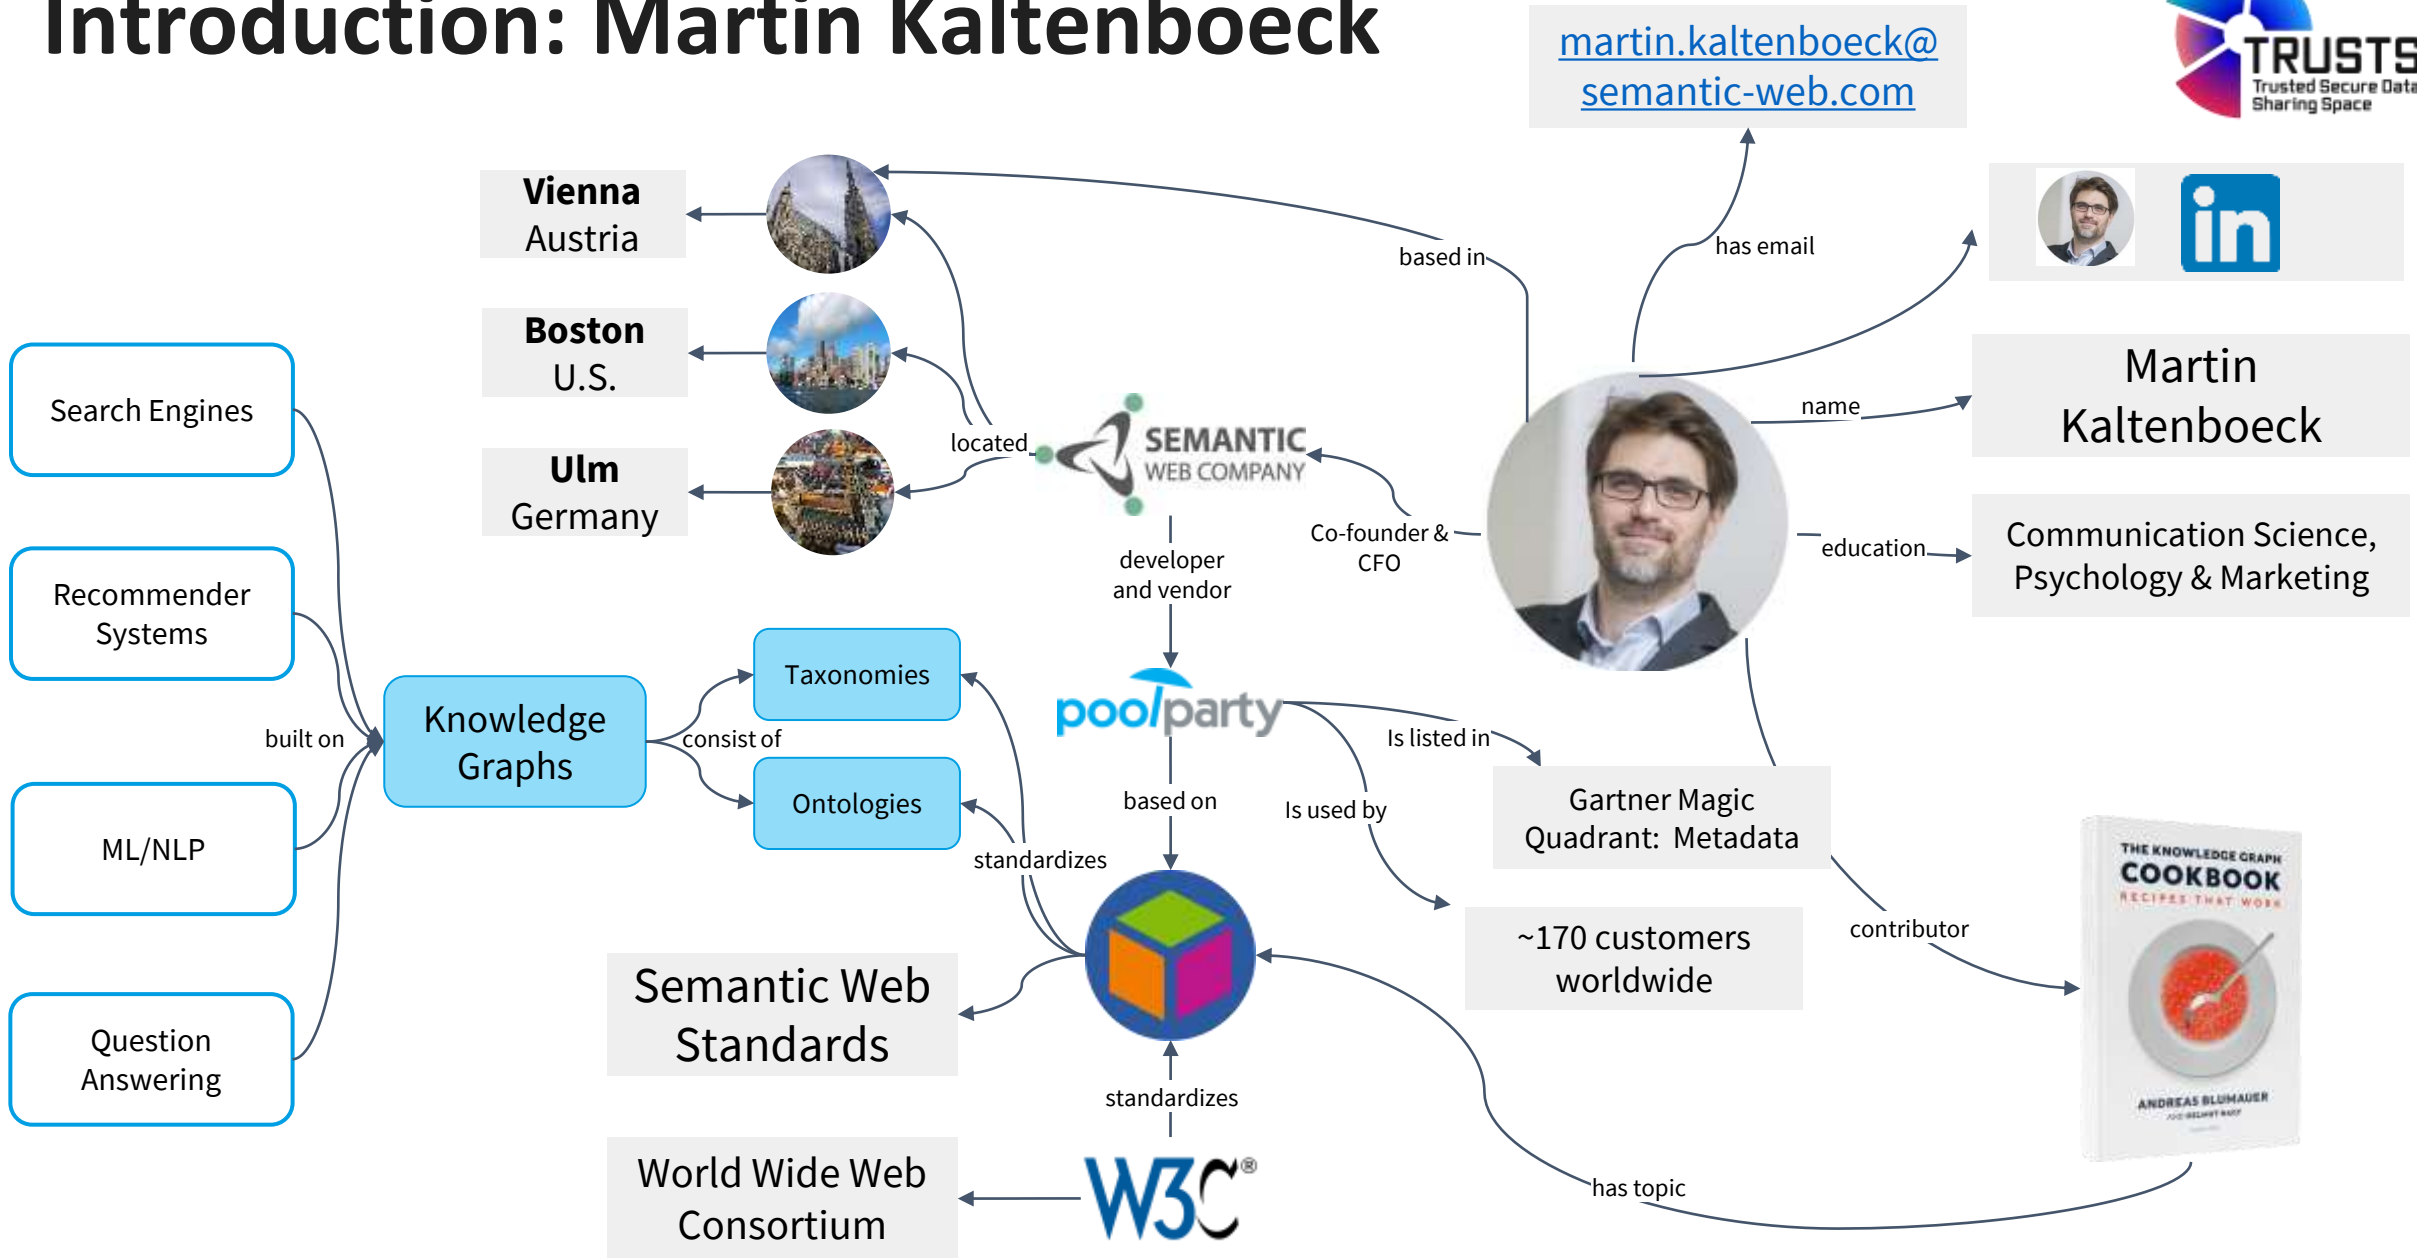 Introduction: Martin Kaltenboeck
martin.kaltenboeck@
semantic-web.com
TRUSTS
Trusted Secure Data
Sharing Space
Vienna
Austria
based in
has email
in
Boston
U.S.
Martin
Kaltenboeck
name
Search Engines
located
SEMANTIC
WEB COMPANY
Ulm
Germany
Co-founder &
CFO
education
Communication Science,
Psychology & Marketing
developer
and vendor
Recommender
Systems
Taxonomies
Knowledge
Graphs
built on
consist of
poolparty
Is listed in
Ontologies
based on
Is used by
Gartner Magic
Quadrant: Metadata
ML/NLP
standardizes
THE KNOWLEDGE GRAPH
COOKBOOK
RECIPES THAT WORK
~170 customers
worldwide
contributor
Semantic Web
Standards
Question
Answering
standardizes
ANDREAS BLUMAUER
World Wide Web
Consortium
W3C®
has topic